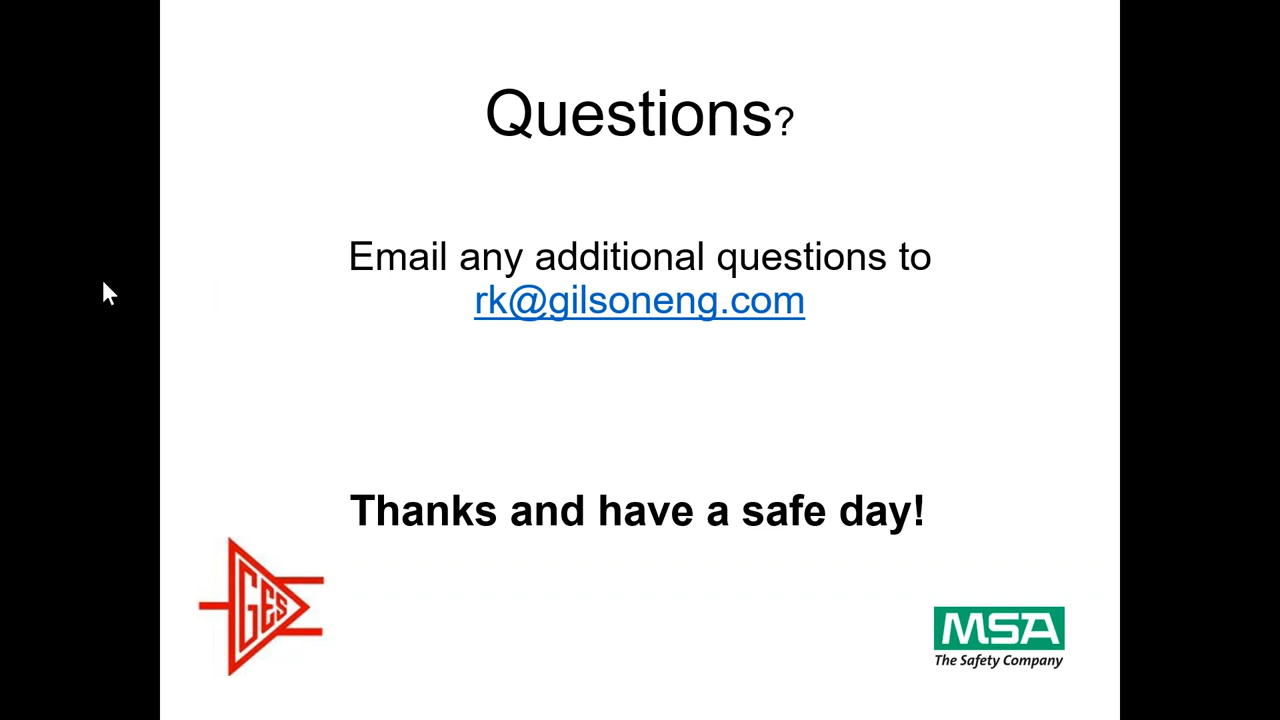 Questions?
Email any additional questions to
rk@gilsoneng.com
Thanks and have a safe day!
GES
MSA
The Safety Company